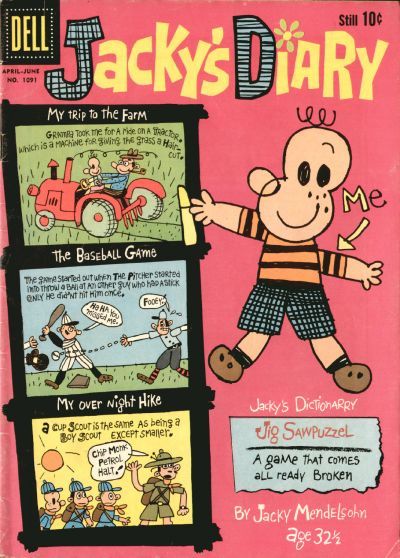 DELL
APRIL-JUNE
NO. 1091
Still 10¢
Jacky's Diary
My trip to the Farm
GRAMPA Took me FoR A Ride on A TRactoR.
which is a MAchine foR Giving the Grass a Hair-
cut.
the BasebaLL Game
The Game StaRted out when The Pitcher StaRted
into throw a BaLL At An other Guy who had A Stick
ONLY He didn't Hit Him once.
HA HA You
missed me.
FOOEY.
My over Night Hike
a CUP Scout is the Same As being a
Boy Scout EXCEPT Smaller.
CHiP MONK
PETROL
HALT!
Me
Jacky's Dictionarry
Jig Sawpuzzel
A game that comes
all ready Broken
By Jacky Mendelsohn
age 32½